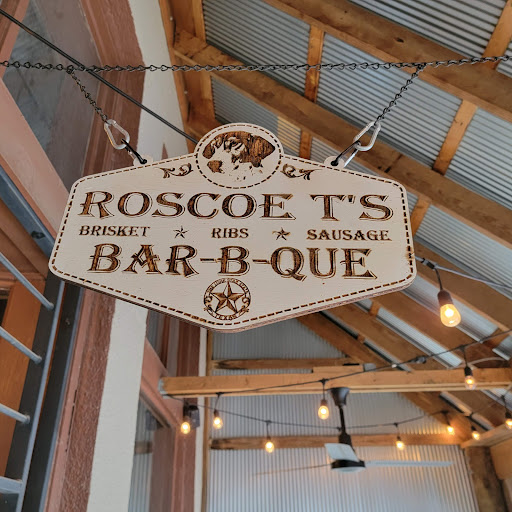 ROSCOE T'S
BRISKET ★ RIBS ★ SAUSAGE
BAR-B-QUE